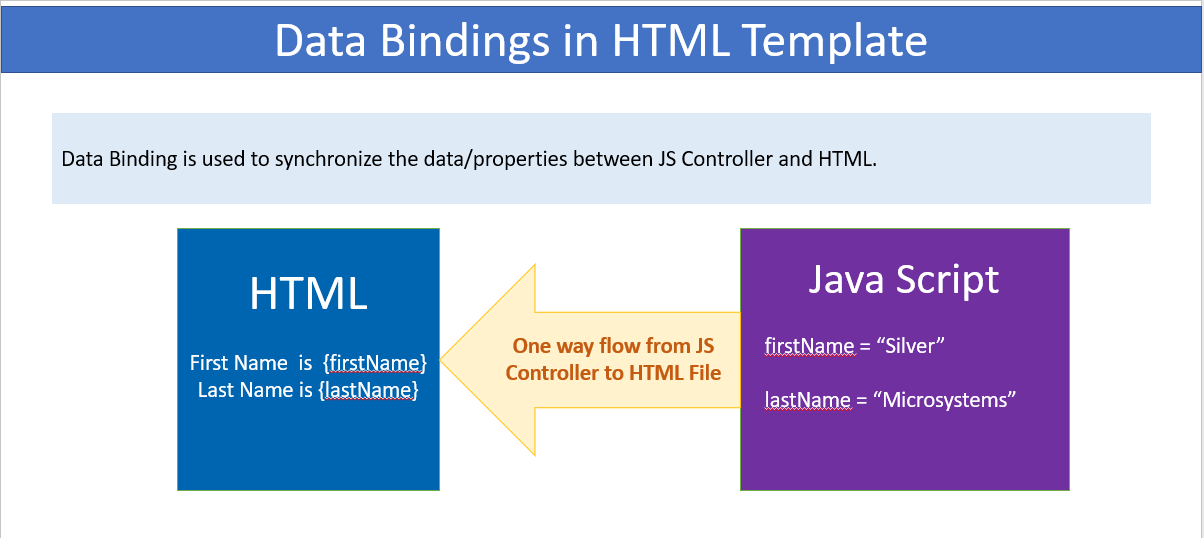 Data Bindings in HTML Template
Data Binding is used to synchronize the data/properties between JS Controller and HTML.
HTML
First Name is {firstName}
Last Name is {lastName}
One way flow from JS
Controller to HTML File
Java Script
firstName = “Silver”
lastName = “Microsystems”